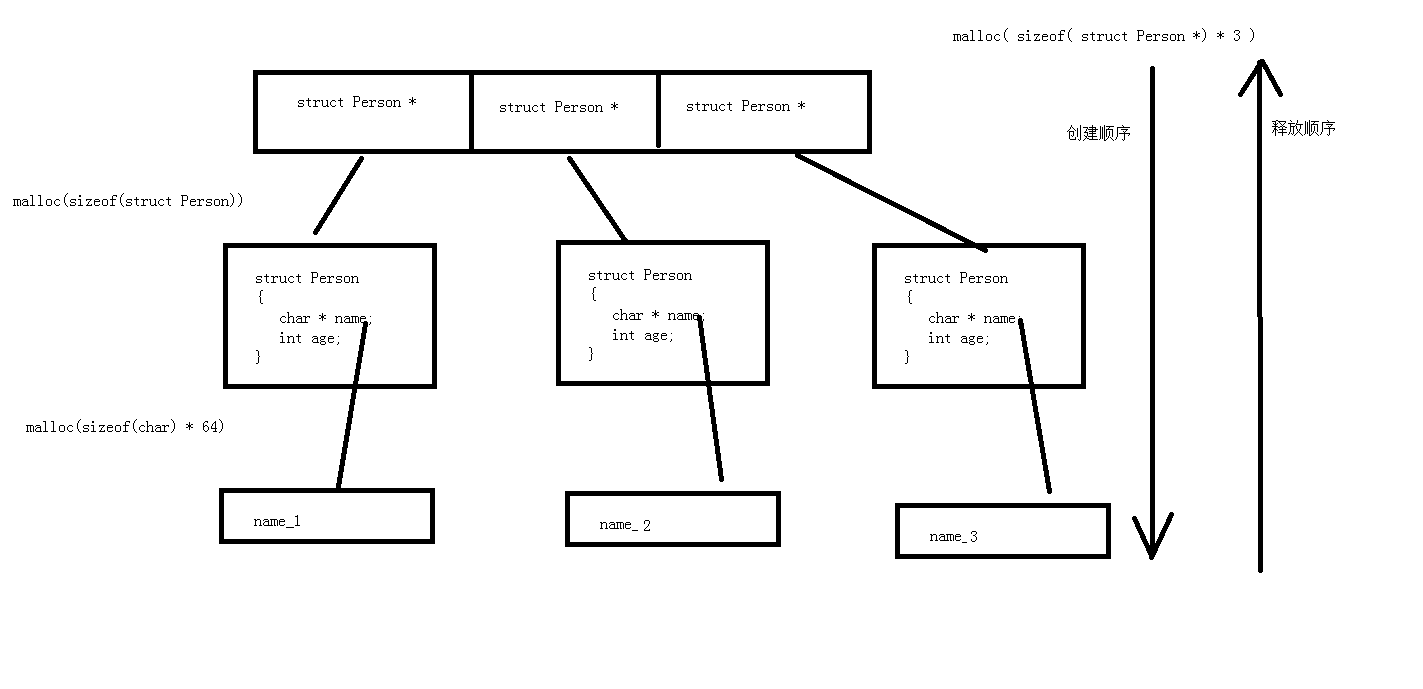 malloc( sizeof( struct Person *) * 3 )
struct Person *
struct Person *
struct Person *
创建顺序
释放顺序
malloc(sizeof(struct Person))
struct Person
{
char * name;
int age;
}
struct Person
{
char * name;
int age;
}
struct Person
{
char * name;
int age;
}
malloc(sizeof(char) * 64)
name_1
name_ 2
name_3